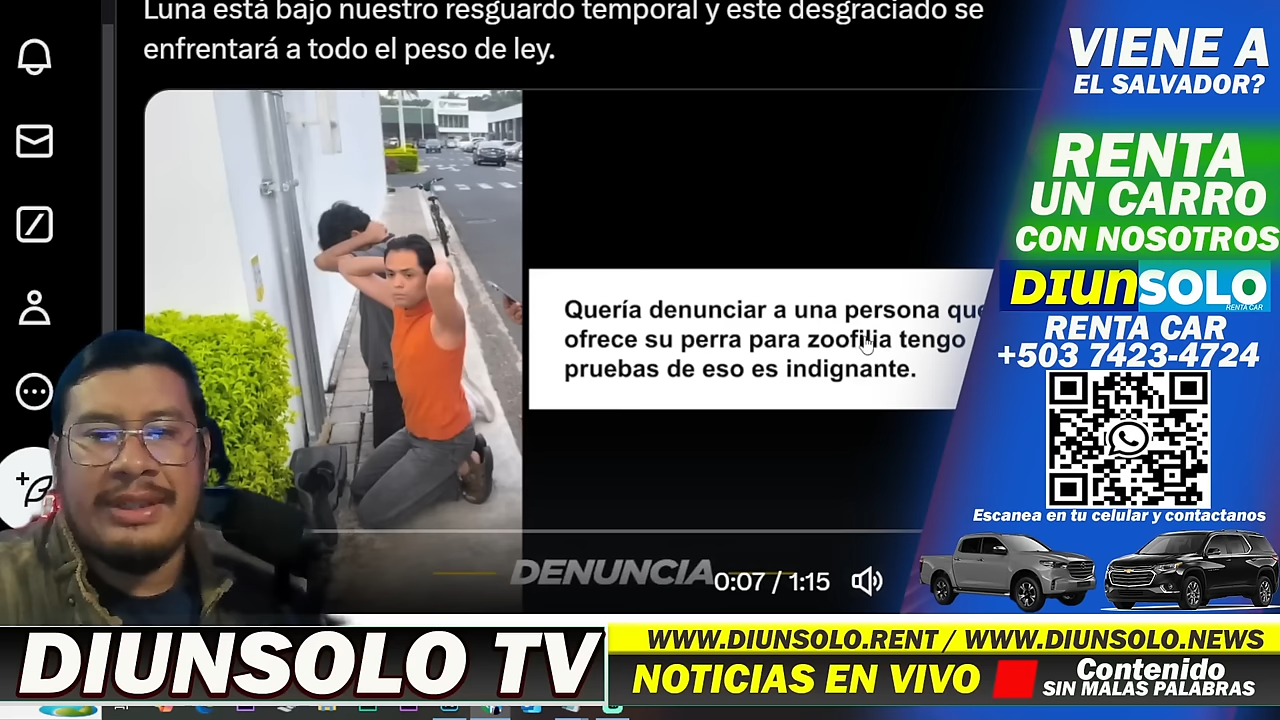 Luna está bajo nuestro resguardo temporal y este desgraciado se
enfrentará a todo el peso de ley.
Quería denunciar a una persona que
ofrece su perra para zoofilia tengo
pruebas de eso es indignante.
DENUNCIA
0:07 / 1:15
VIENE A
EL SALVADOR?
RENTA
UN CARRO
CON NOSOTROS
DIUNSOLO
RENTA CAR
RENTA CAR
+503 7423-4724
Escanea en tu celular y contactanos
DIUNSOLO TV
WWW.DIUNSOLO.RENT / WWW.DIUNSOLO.NEWS
NOTICIAS EN VIVO
Contenido
SIN MALAS PALABRAS